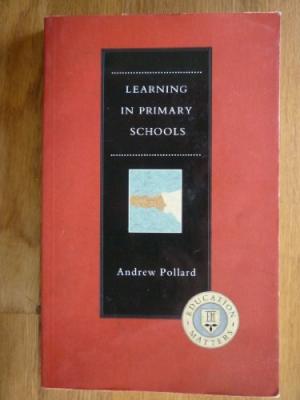 LEARNING
IN PRIMARY
SCHOOLS
Andrew Pollard
EDUCATION
MATTERS